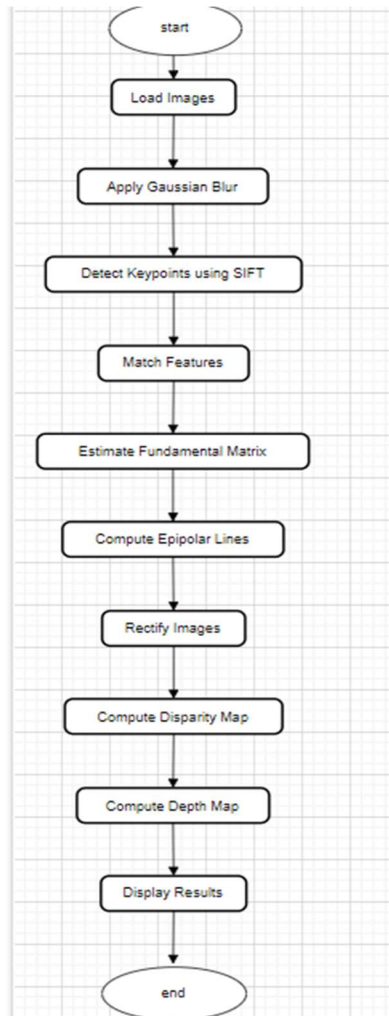 start
Load Images
Apply Gaussian Blur
Detect Keypoints using SIFT
Match Features
Estimate Fundamental Matrix
Compute Epipolar Lines
Rectify Images
Compute Disparity Map
Compute Depth Map
Display Results
end